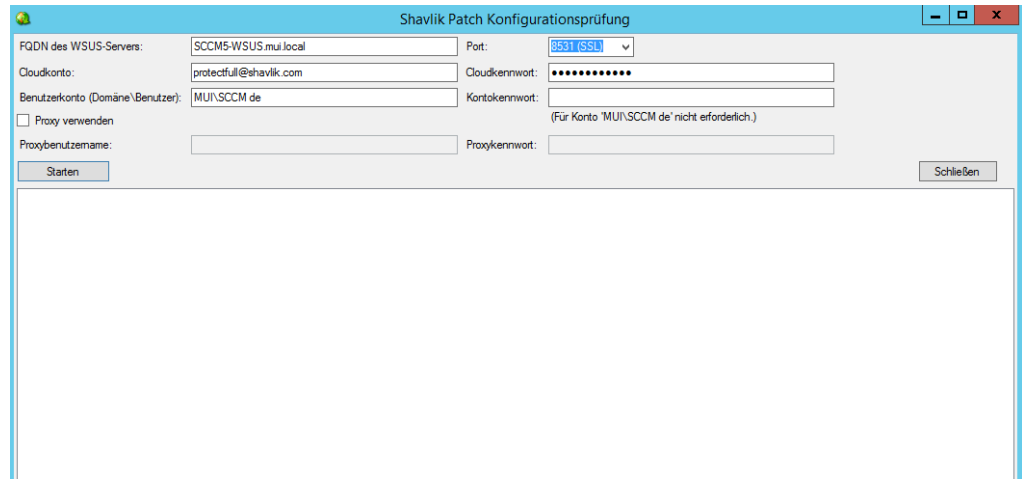 Shavlik Patch Konfigurationsprüfung
FQDN des WSUS-Servers: SCCM5-WSUS.mui.local Port: 8531 (SSL)
Cloudkonto: protectfull@shavlik.com Cloudkennwort: ●●●●●●●●●●●●
Benutzerkonto (Domäne\Benutzer): MUI\SCCM de Kontokennwort:
Proxy verwenden (Für Konto 'MUI\SCCM de' nicht erforderlich.)
Proxybenutzername: Proxykennwort:
Starten Schließen